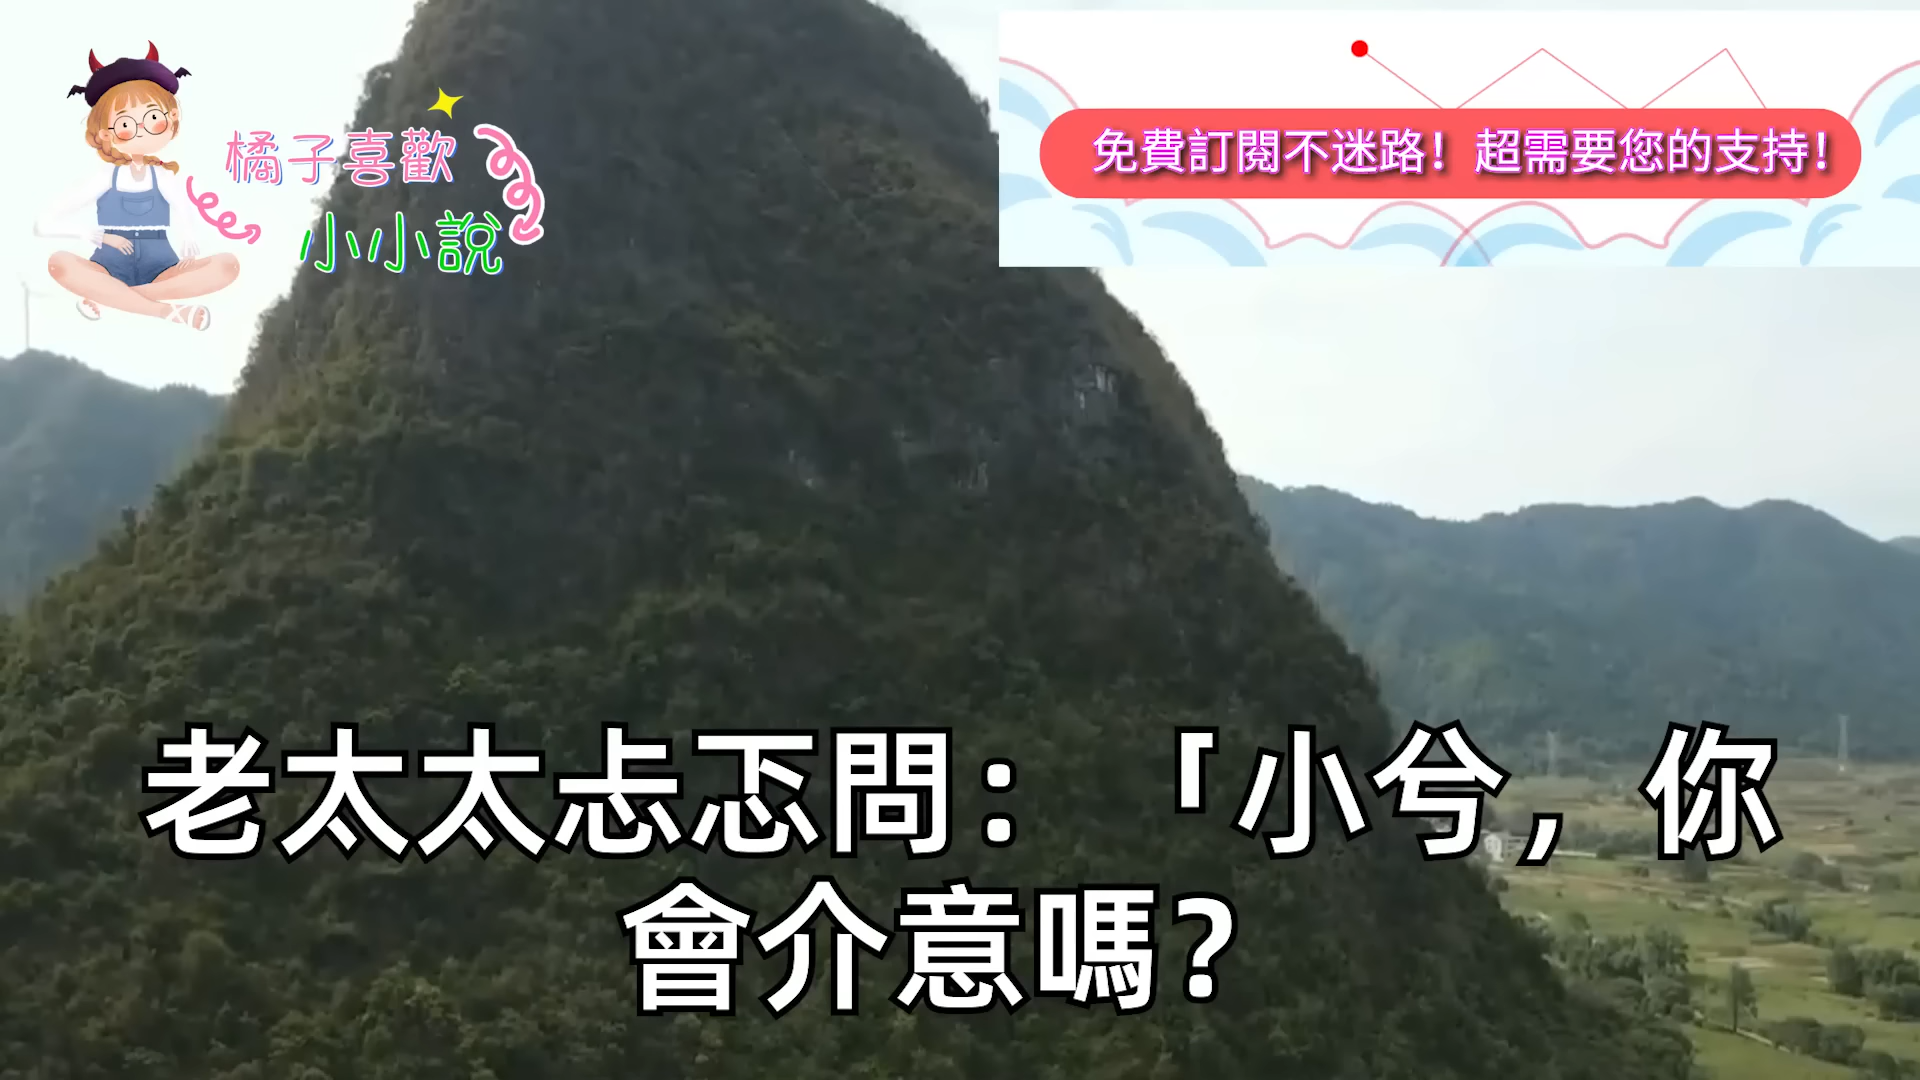 橘子喜歡
小小說
免費訂閱不迷路！超需要您的支持！
老太太忐忑問：「小兮，你
會介意嗎？